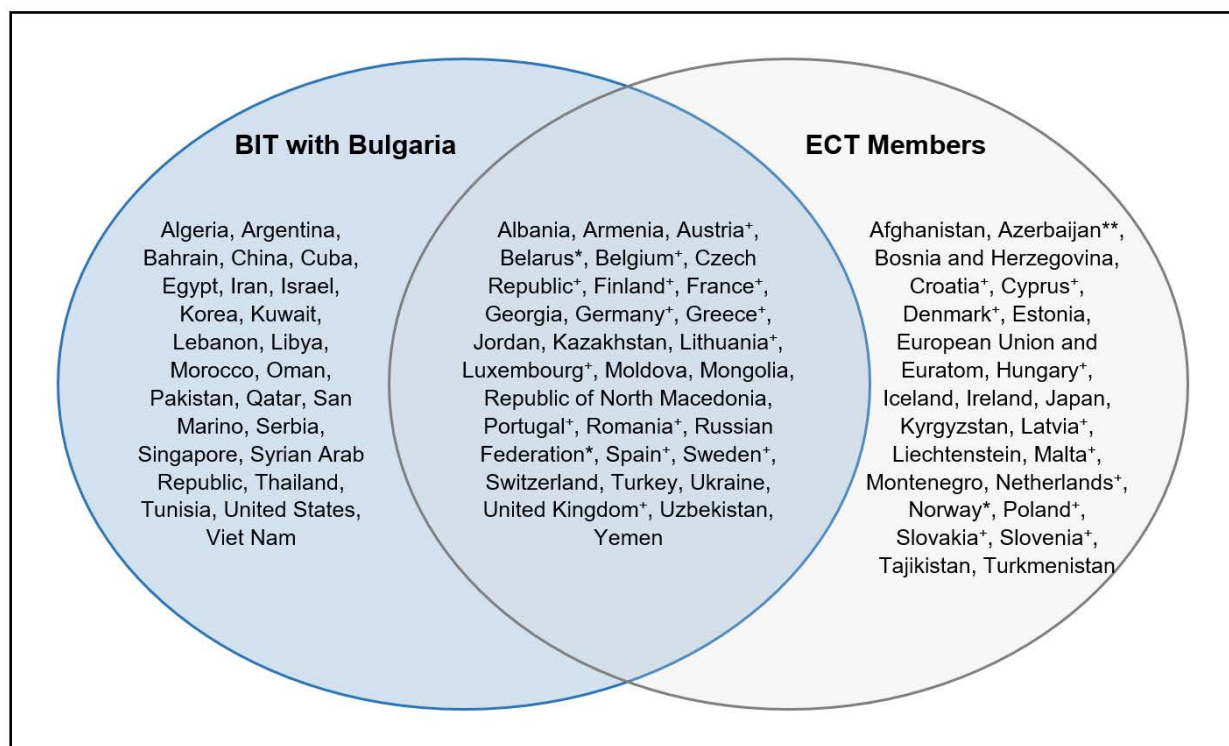 BIT with Bulgaria
Algeria, Argentina,
Bahrain, China, Cuba,
Egypt, Iran, Israel,
Korea, Kuwait,
Lebanon, Libya,
Morocco, Oman,
Pakistan, Qatar, San
Marino, Serbia,
Singapore, Syrian Arab
Republic, Thailand,
Tunisia, United States,
Viet Nam
Albania, Armenia, Austria⁺,
Belarus*, Belgium⁺, Czech
Republic⁺, Finland⁺, France⁺,
Georgia, Germany⁺, Greece⁺,
Jordan, Kazakhstan, Lithuania⁺,
Luxembourg⁺, Moldova, Mongolia,
Republic of North Macedonia,
Portugal⁺, Romania⁺, Russian
Federation*, Spain⁺, Sweden⁺,
Switzerland, Turkey, Ukraine,
United Kingdom⁺, Uzbekistan,
Yemen
ECT Members
Afghanistan, Azerbaijan**,
Bosnia and Herzegovina,
Croatia⁺, Cyprus⁺,
Denmark⁺, Estonia,
European Union and
Euratom, Hungary⁺,
Iceland, Ireland, Japan,
Kyrgyzstan, Latvia⁺,
Liechtenstein, Malta⁺,
Montenegro, Netherlands⁺,
Norway*, Poland⁺,
Slovakia⁺, Slovenia⁺,
Tajikistan, Turkmenistan